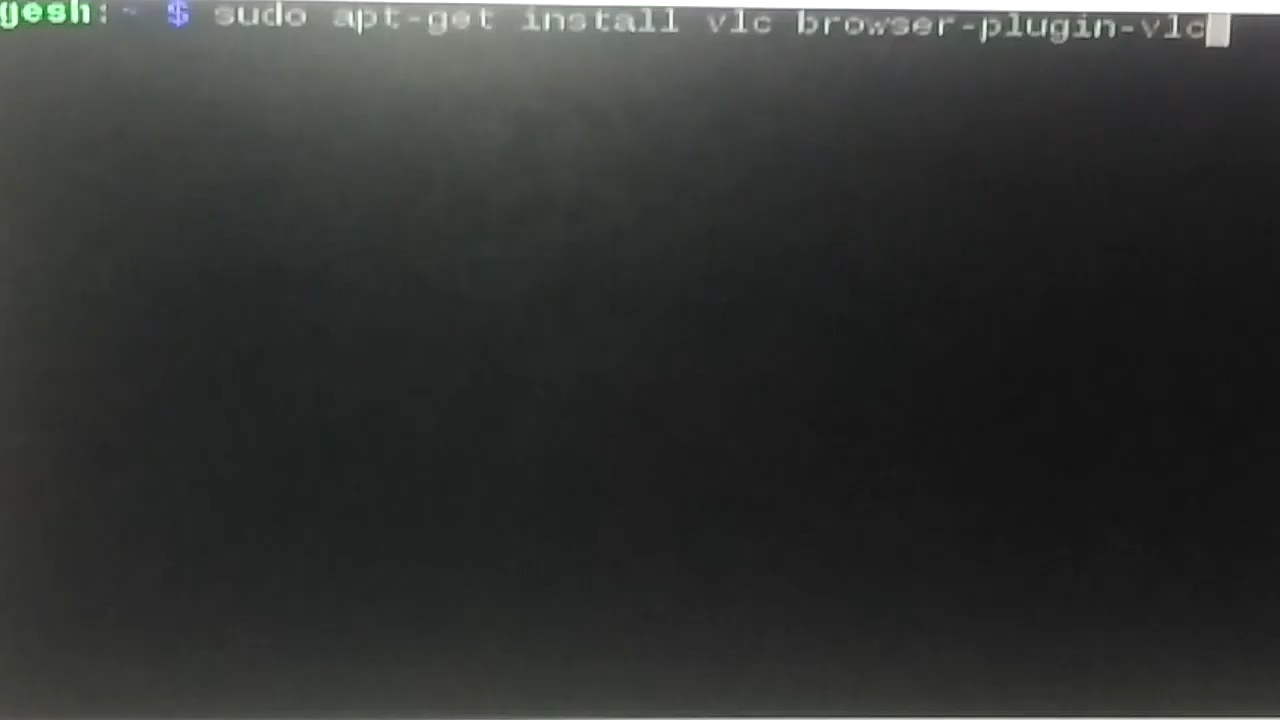 gesh: ~ $ sudo apt-get install vlc browser-plugin-vlc